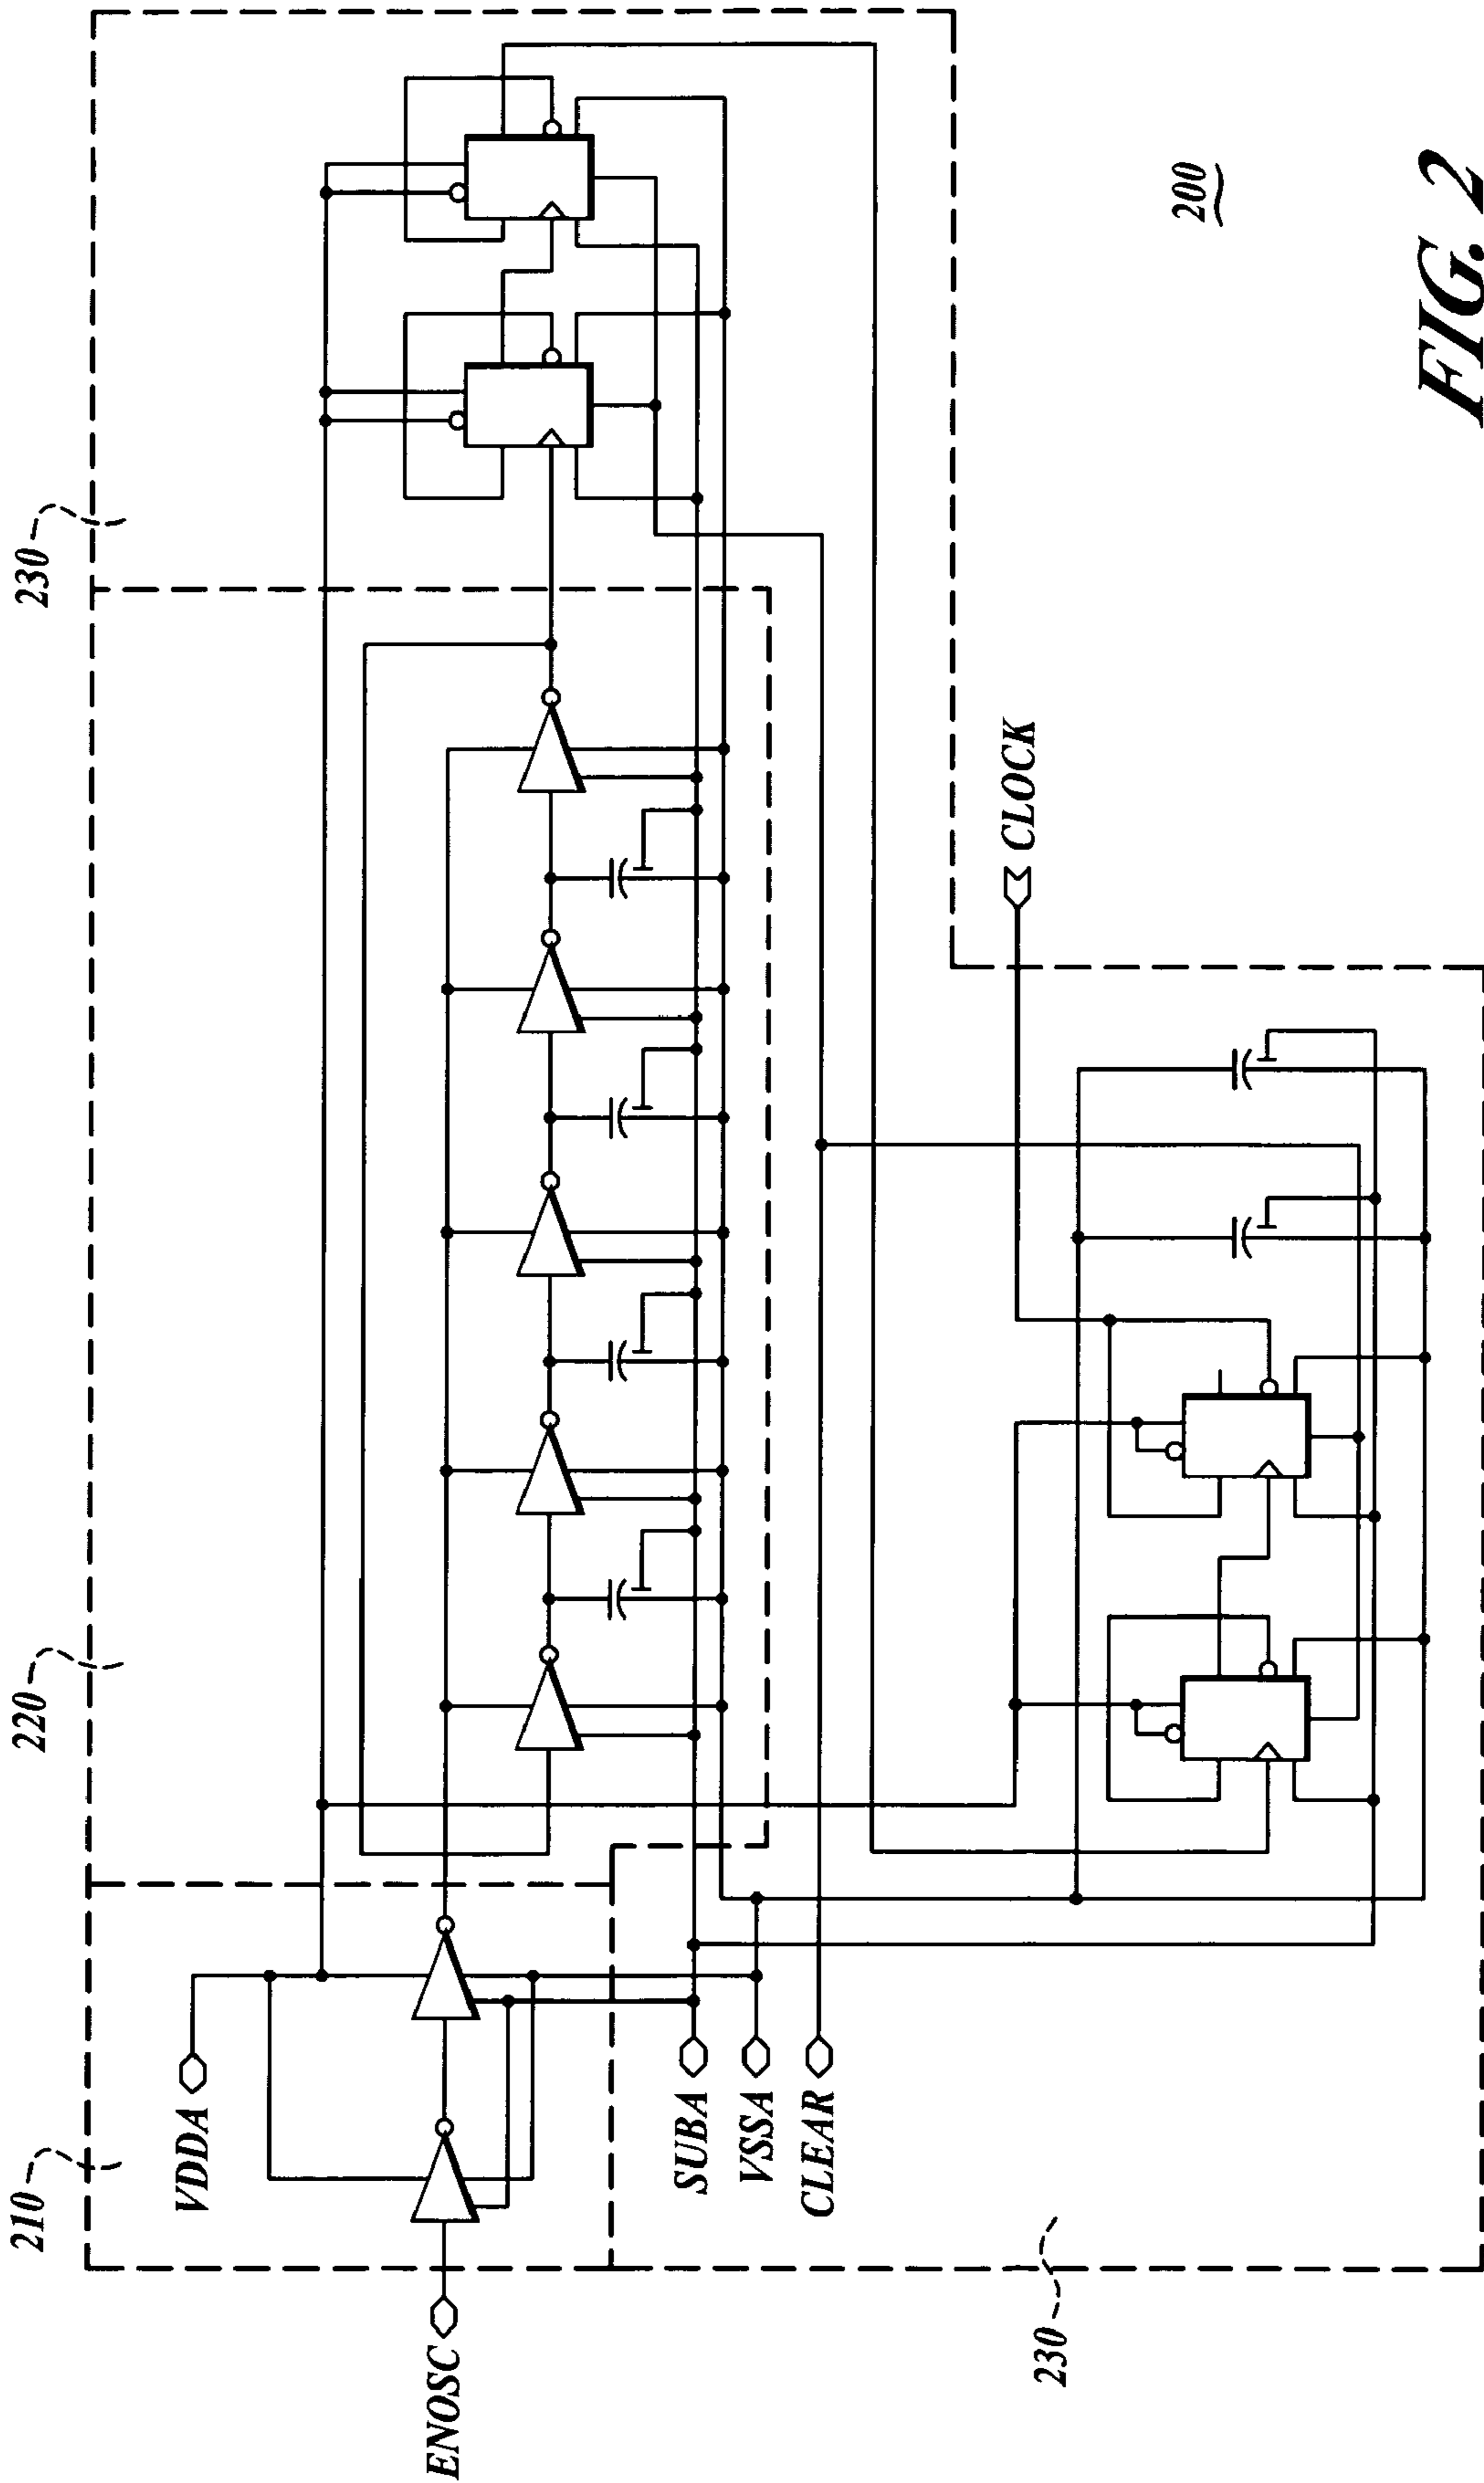 210
220
230
VDDA
ENOSC
SUBA
VSSA
CLEAR
CLOCK
230
200
FIG. 2